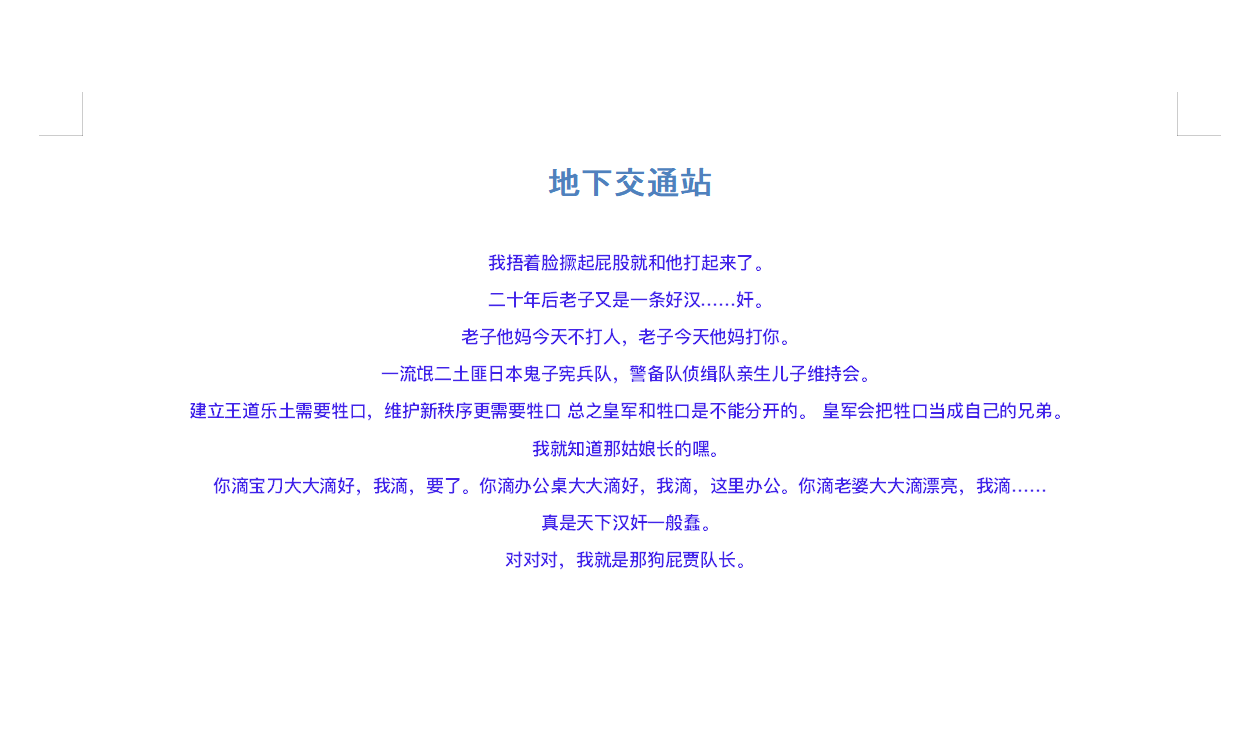 地下交通站
我捂着脸撅起屁股就和他打起来了。
二十年后老子又是一条好汉……奸。
老子他妈今天不打人，老子今天他妈打你。
一流氓二土匪日本鬼子宪兵队，警备队侦缉队亲生儿子维持会。
建立王道乐土需要牲口，维护新秩序更需要牲口 总之皇军和牲口是不能分开的。 皇军会把牲口当成自己的兄弟。
我就知道那姑娘长的嘿。
你滴宝刀大大滴好，我滴，要了。你滴办公桌大大滴好，我滴，这里办公。你滴老婆大大滴漂亮，我滴……
真是天下汉奸一般蠢。
对对对，我就是那狗屁贾队长。